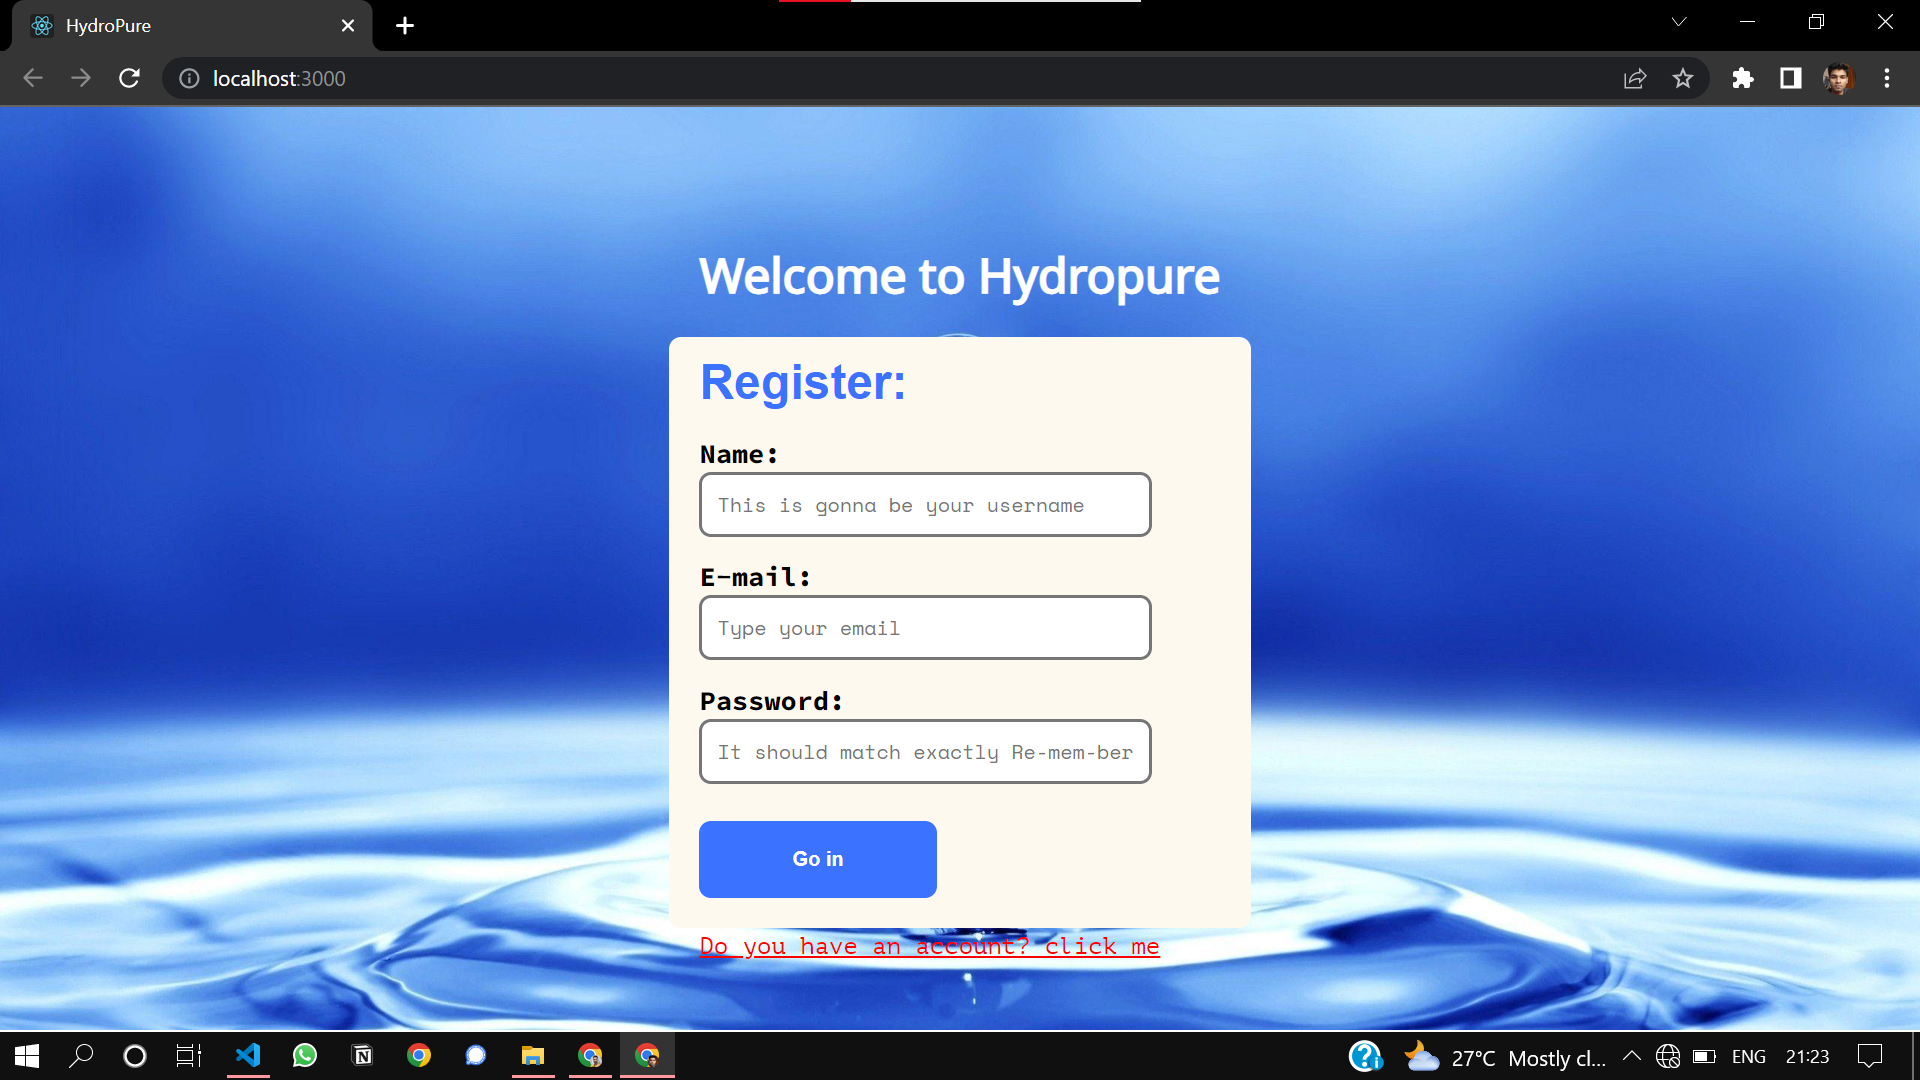 HydroPure
localhost:3000
Welcome to Hydropure
Register:
Name:
This is gonna be your username
E-mail:
Type your email
Password:
It should match exactly Re-mem-ber
Go in
Do you have an account? click me
27°C Mostly cl... ENG 21:23